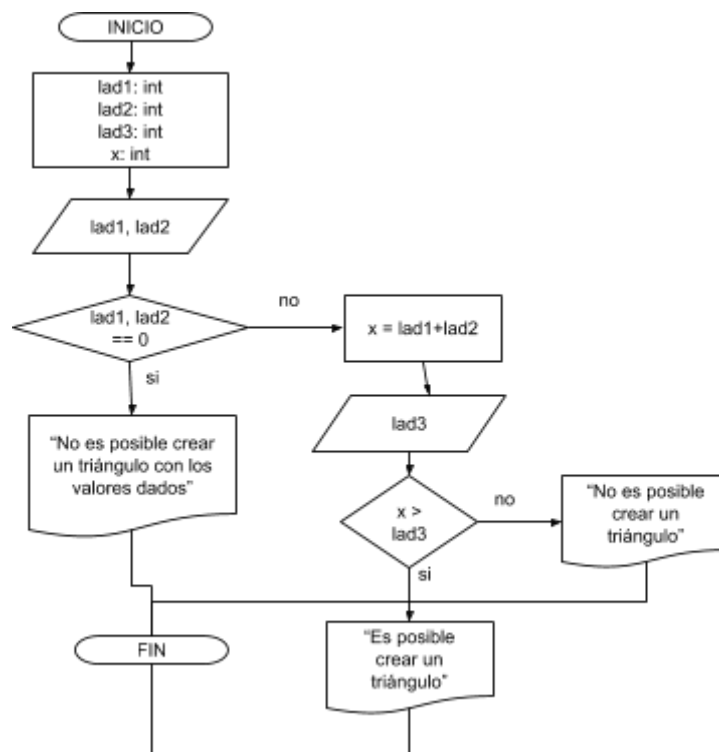 INICIO
lad1: int
lad2: int
lad3: int
x: int
lad1, lad2
lad1, lad2
== 0
no
x = lad1+lad2
si
lad3
“No es posible crear
un triángulo con los
valores dados”
x >
lad3
no
“No es posible
crear un
triángulo”
si
FIN
“Es posible
crear un
triángulo”